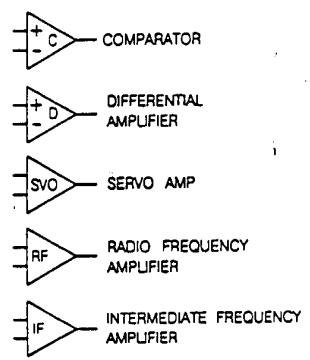 + C
-
COMPARATOR
+ D
-
DIFFERENTIAL
AMPLIFIER
SVO
SERVO AMP
RF
RADIO FREQUENCY
AMPLIFIER
IF
INTERMEDIATE FREQUENCY
AMPLIFIER